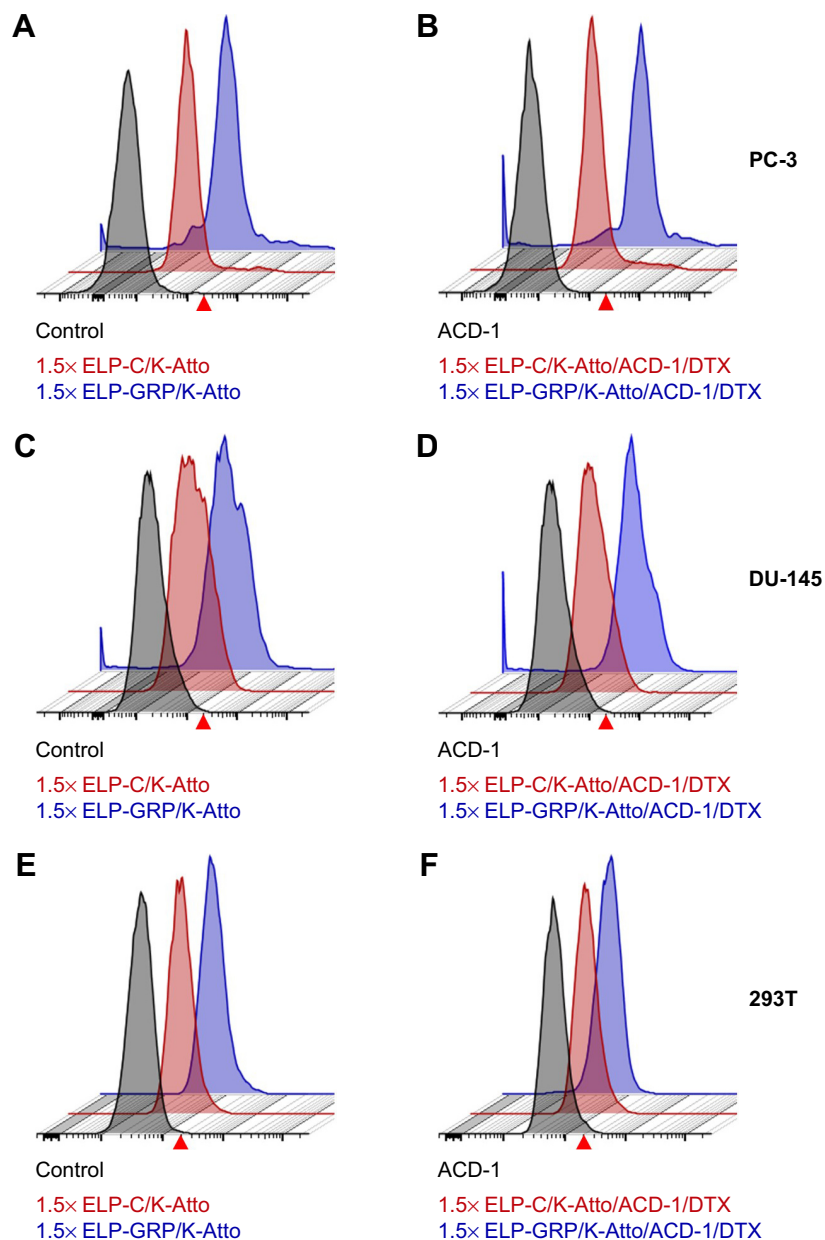 A
B
PC-3
Control
1.5× ELP-C/K-Atto
1.5× ELP-GRP/K-Atto
ACD-1
1.5× ELP-C/K-Atto/ACD-1/DTX
1.5× ELP-GRP/K-Atto/ACD-1/DTX
C
D
DU-145
Control
1.5× ELP-C/K-Atto
1.5× ELP-GRP/K-Atto
ACD-1
1.5× ELP-C/K-Atto/ACD-1/DTX
1.5× ELP-GRP/K-Atto/ACD-1/DTX
E
F
293T
Control
1.5× ELP-C/K-Atto
1.5× ELP-GRP/K-Atto
ACD-1
1.5× ELP-C/K-Atto/ACD-1/DTX
1.5× ELP-GRP/K-Atto/ACD-1/DTX